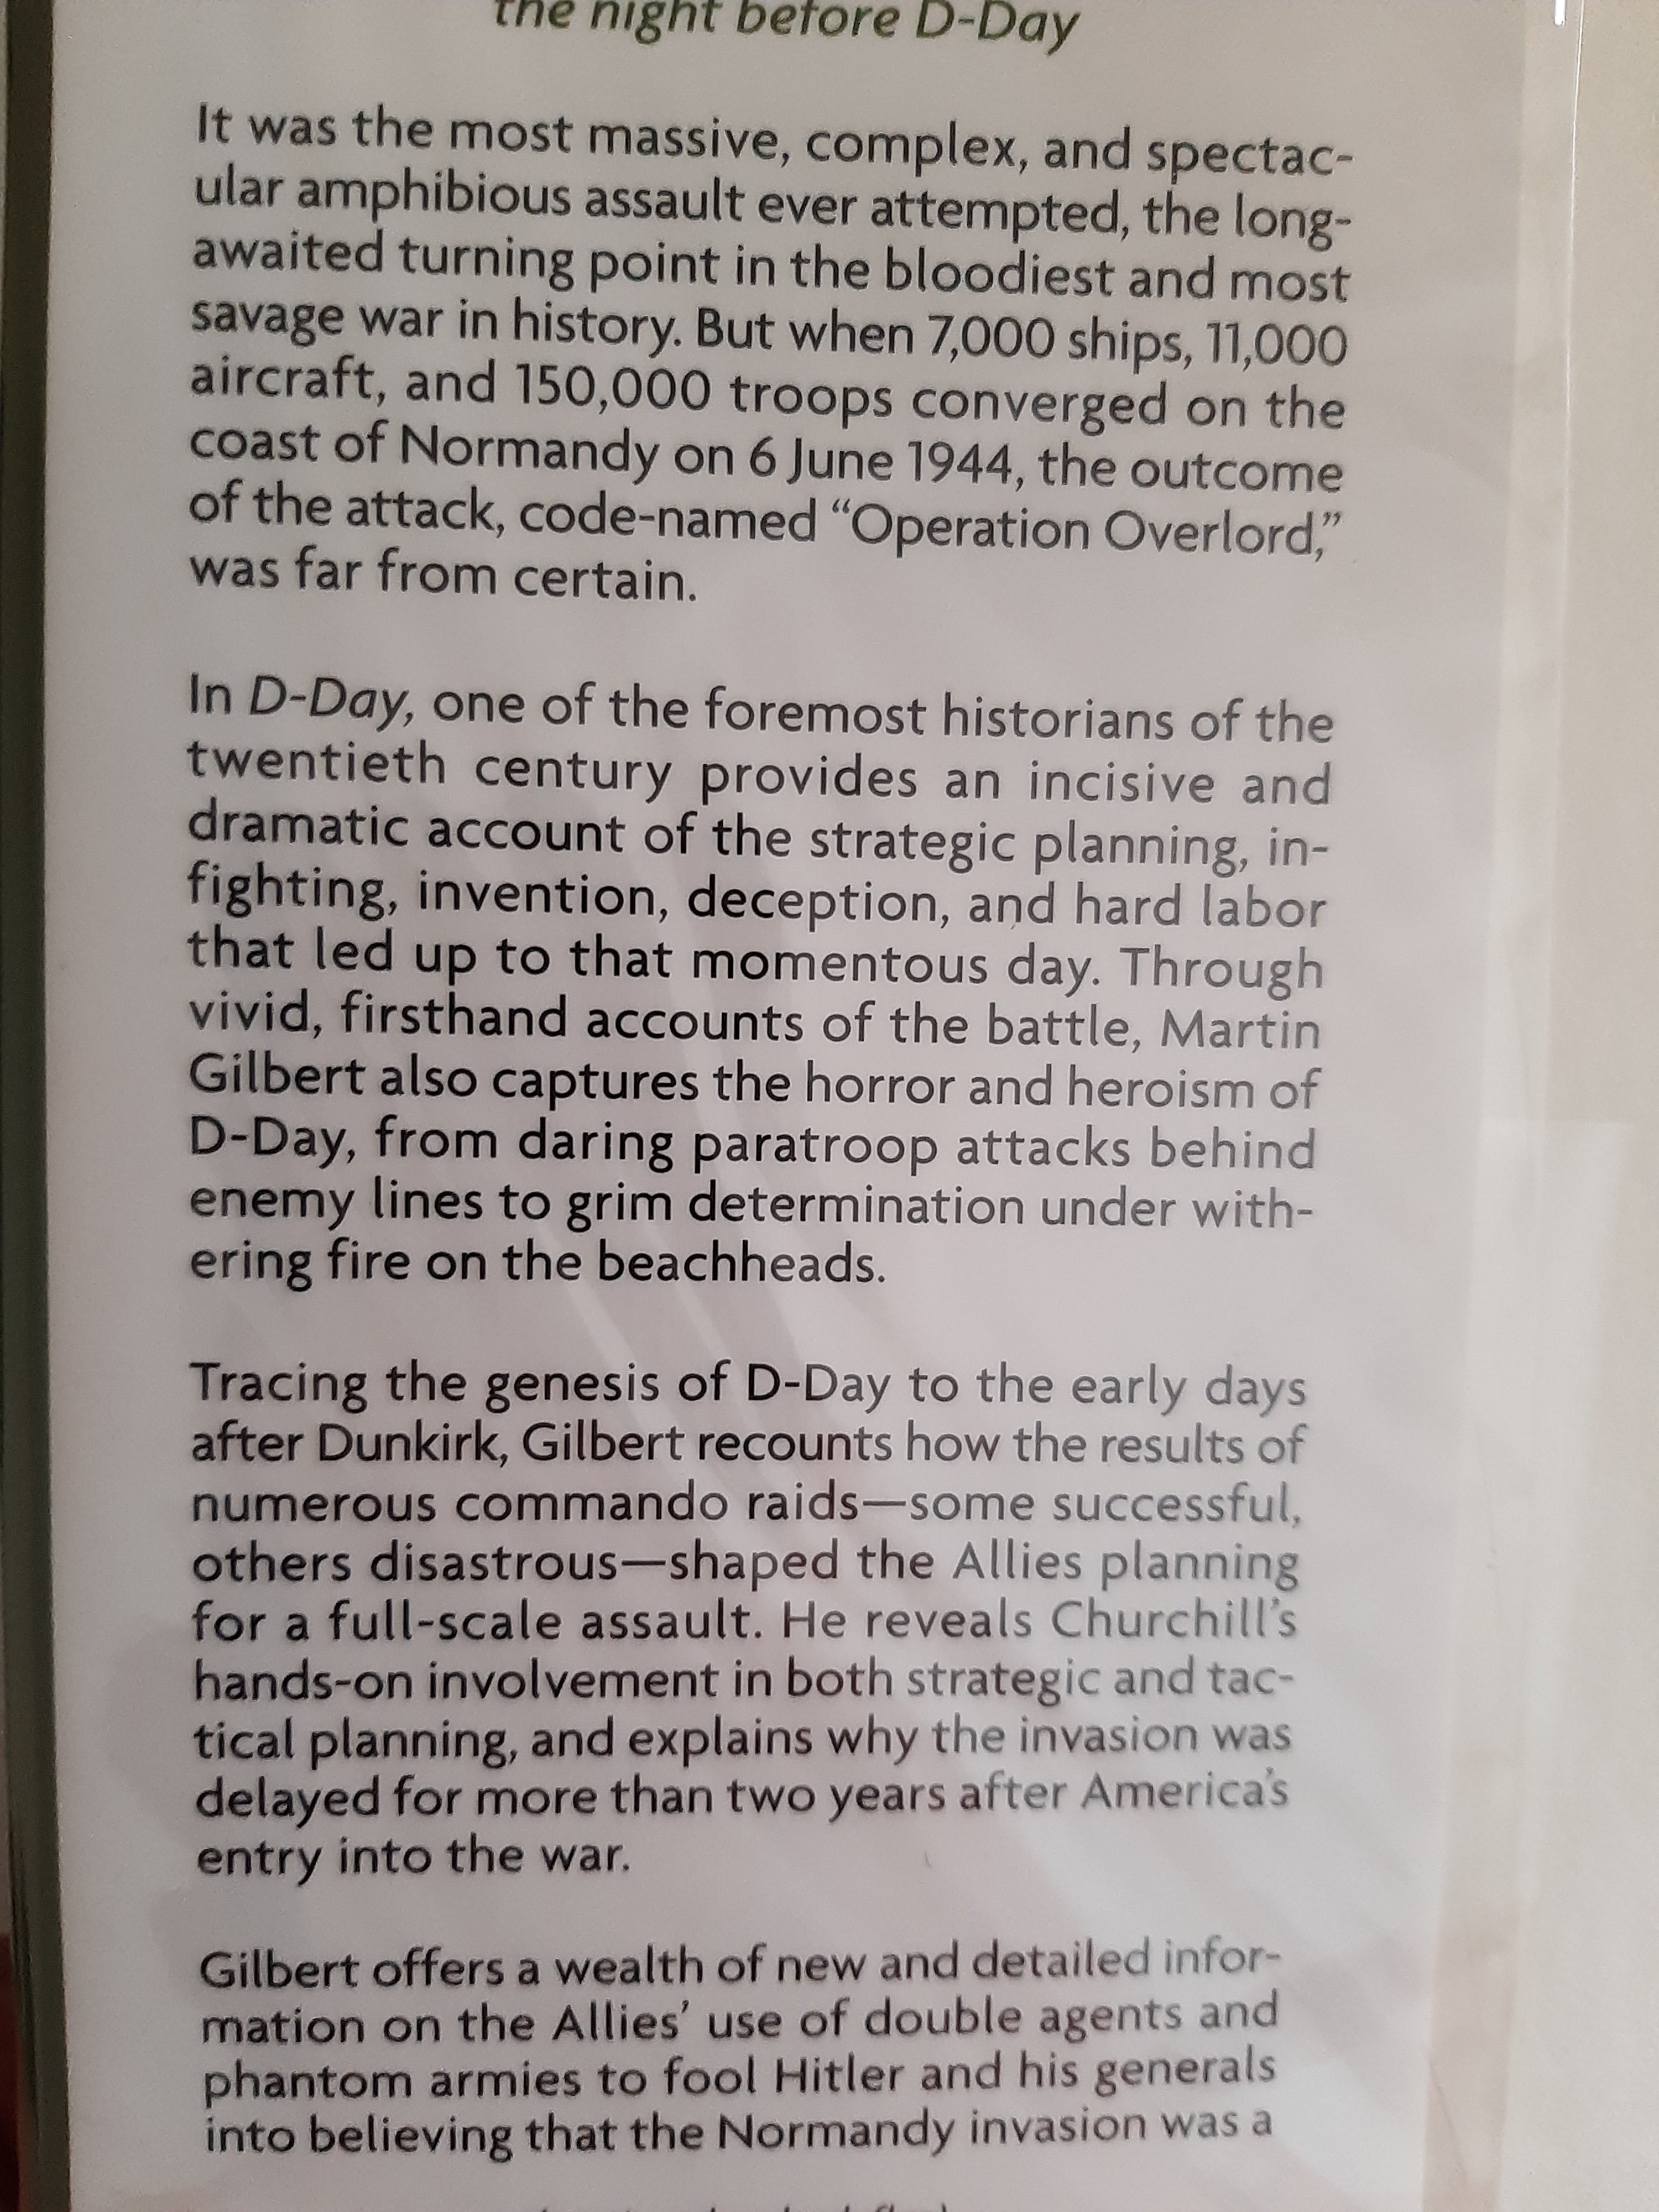 the night before D-Day
It was the most massive, complex, and spectac-
ular amphibious assault ever attempted, the long-
awaited turning point in the bloodiest and most
savage war in history. But when 7,000 ships, 11,000
aircraft, and 150,000 troops converged on the
coast of Normandy on 6 June 1944, the outcome
of the attack, code-named “Operation Overlord,”
was far from certain.
In D-Day, one of the foremost historians of the
twentieth century provides an incisive and
dramatic account of the strategic planning, in-
fighting, invention, deception, and hard labor
that led up to that momentous day. Through
vivid, firsthand accounts of the battle, Martin
Gilbert also captures the horror and heroism of
D-Day, from daring paratroop attacks behind
enemy lines to grim determination under with-
ering fire on the beachheads.
Tracing the genesis of D-Day to the early days
after Dunkirk, Gilbert recounts how the results of
numerous commando raids—some successful,
others disastrous—shaped the Allies planning
for a full-scale assault. He reveals Churchill’s
hands-on involvement in both strategic and tac-
tical planning, and explains why the invasion was
delayed for more than two years after America’s
entry into the war.
Gilbert offers a wealth of new and detailed infor-
mation on the Allies’ use of double agents and
phantom armies to fool Hitler and his generals
into believing that the Normandy invasion was a